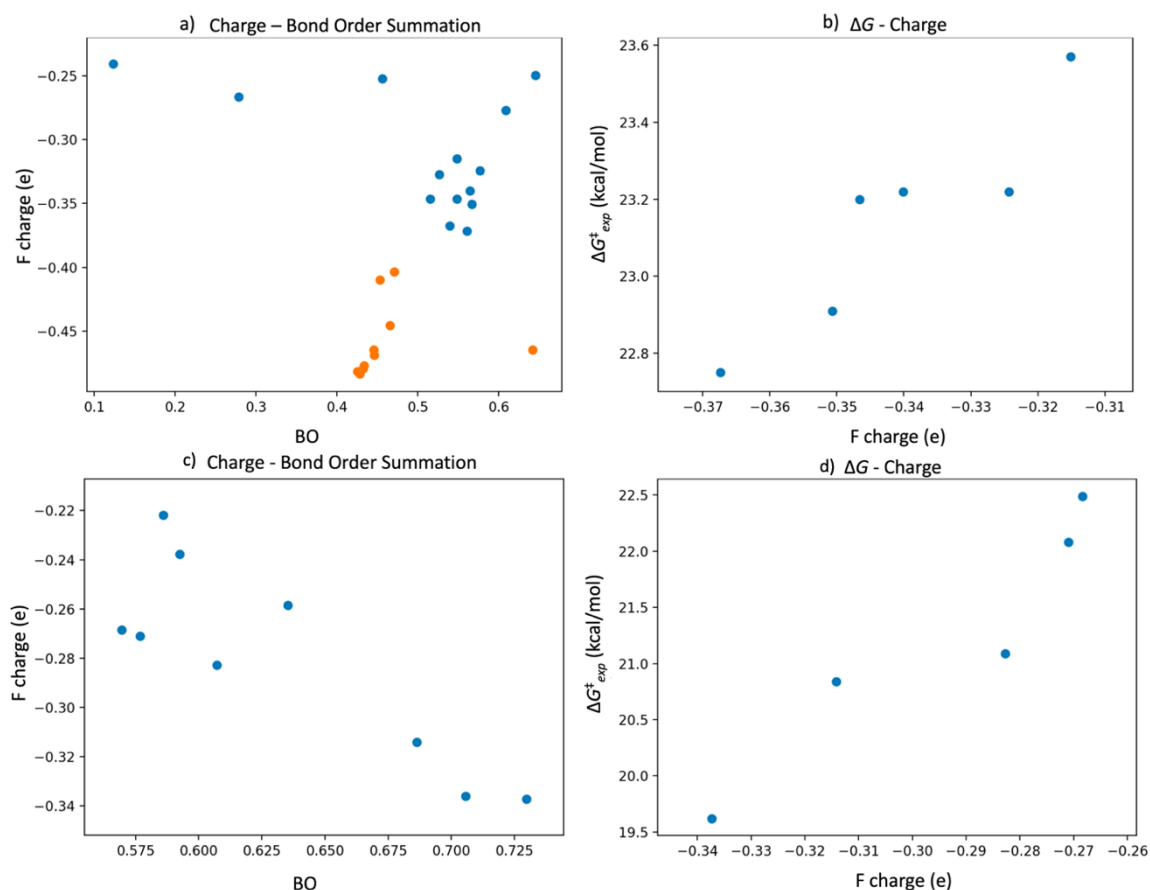 a) Charge – Bond Order Summation
F charge (e)
−0.25
−0.30
−0.35
−0.40
−0.45
0.1 0.2 0.3 0.4 0.5 0.6
BO
b) ΔG - Charge
ΔG‡exp (kcal/mol)
23.6
23.4
23.2
23.0
22.8
−0.37 −0.36 −0.35 −0.34 −0.33 −0.32 −0.31
F charge (e)
c) Charge - Bond Order Summation
F charge (e)
−0.22
−0.24
−0.26
−0.28
−0.30
−0.32
−0.34
0.575 0.600 0.625 0.650 0.675 0.700 0.725
BO
d) ΔG - Charge
ΔG‡exp (kcal/mol)
22.5
22.0
21.5
21.0
20.5
20.0
19.5
−0.34 −0.33 −0.32 −0.31 −0.30 −0.29 −0.28 −0.27 −0.26
F charge (e)